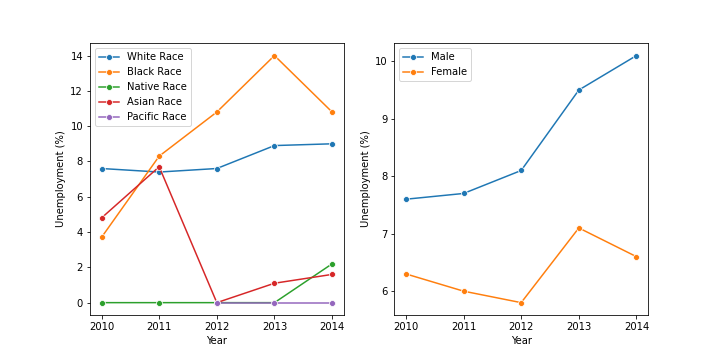 White Race
Black Race
Native Race
Asian Race
Pacific Race
14
12
10
8
6
4
2
0
Unemployment (%)
2010 2011 2012 2013 2014
Year
Male
Female
10
9
8
7
6
Unemployment (%)
2010 2011 2012 2013 2014
Year